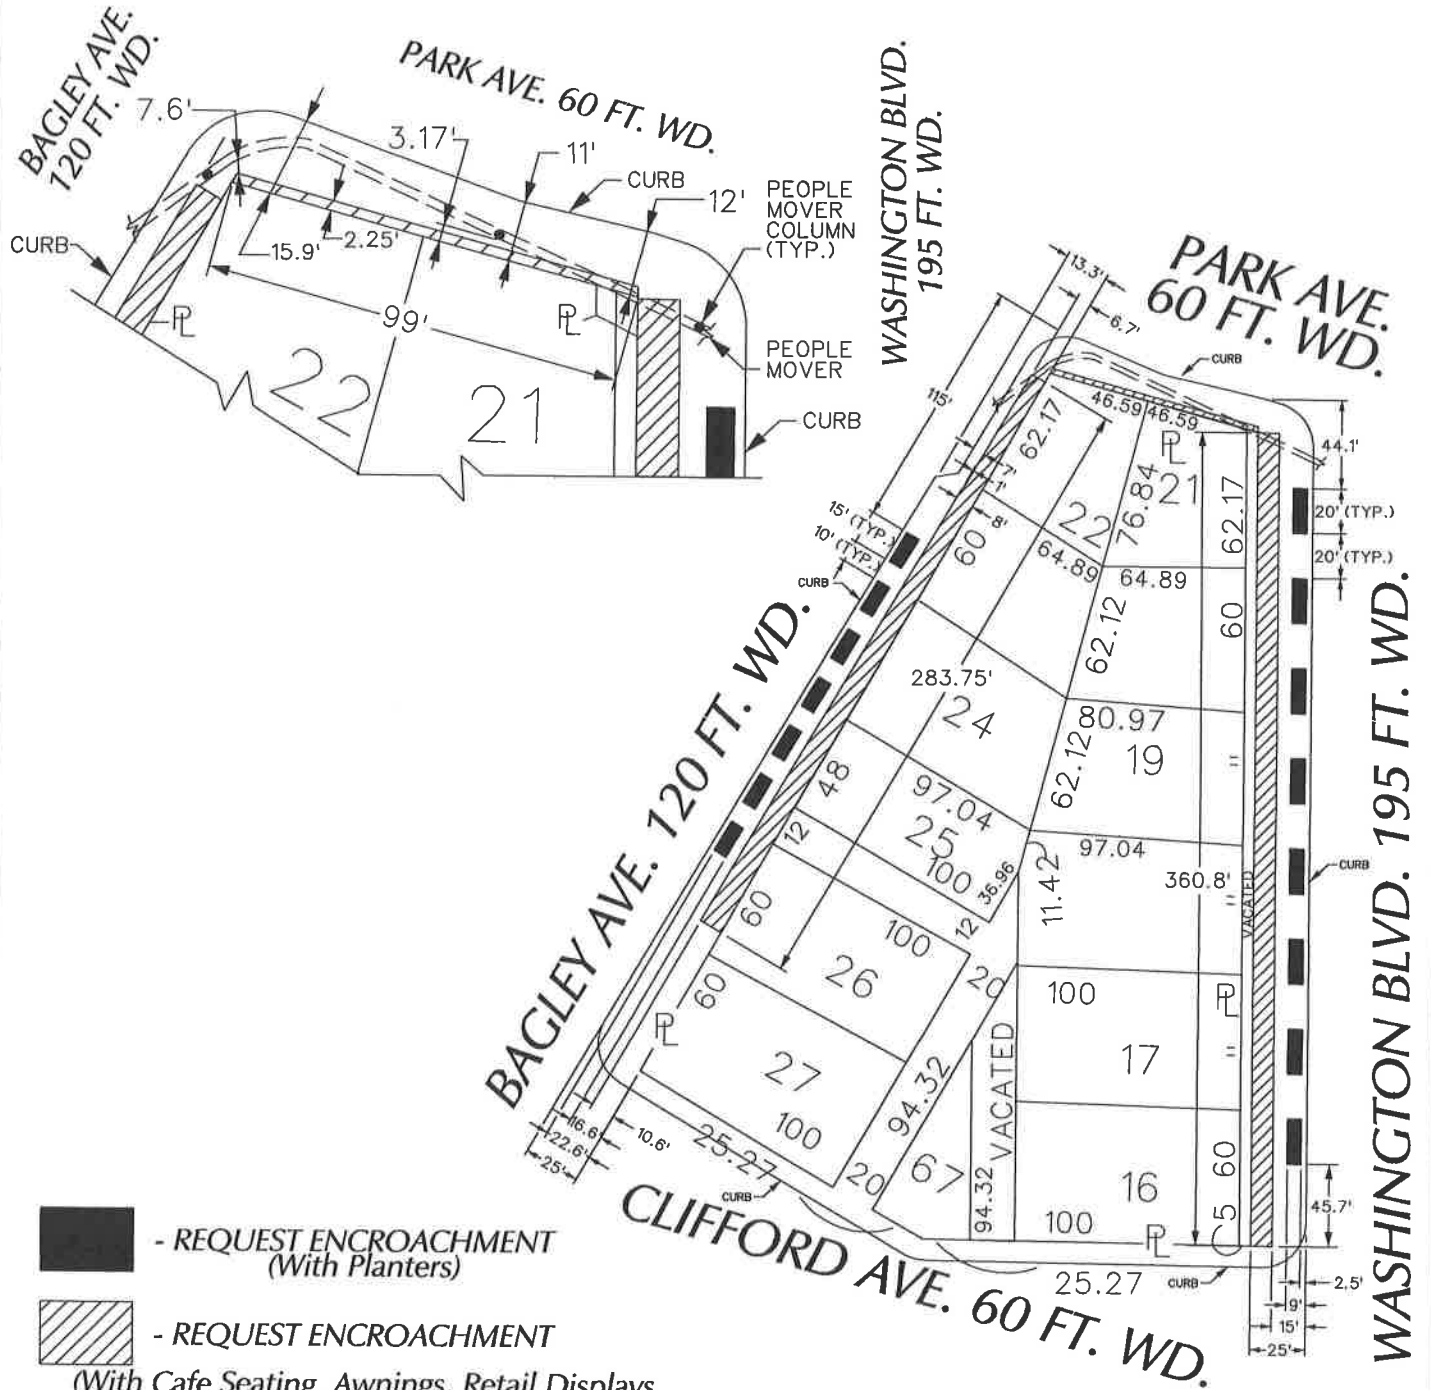 BAGLEY AVE.
120 FT. WD.
PARK AVE. 60 FT. WD.
WASHINGTON BLVD.
195 FT. WD.
7.6'
3.17'
11'
CURB
12'
PEOPLE
MOVER
COLUMN
(TYP.)
CURB
15.9'
2.25'
99'
PL
PL
22
21
PEOPLE
MOVER
CURB
PARK AVE.
60 FT. WD.
13.3'
6.7'
CURB
115'
46.59
46.59
62.17
PL
44.1'
7'
1'
8'
22
76.84
21
62.17
20' (TYP.)
20' (TYP.)
15' (TYP.)
10' (TYP.)
CURB
60
64.89
64.89
60
62.12
283.75'
24
80.97
62.12
19
=
48
97.04
25
97.04
12
100
36.96
11.42
360.8'
=
VACATED
CURB
60
12
100
26
20
100
PL
60
PL
27
100
94.32
VACATED
17
=
BAGLEY AVE. 120 FT. WD.
WASHINGTON BLVD. 195 FT. WD.
16.6'
22.6'
25'
10.6'
25.27
CURB
20
67
94.32
16
60
5
100
PL
45.7'
CLIFFORD AVE. 60 FT. WD.
25.27
CURB
2.5'
9'
15'
25'
- REQUEST ENCROACHMENT
(With Planters)
- REQUEST ENCROACHMENT
(With Cafe Seating, Awnings, Retail Displays